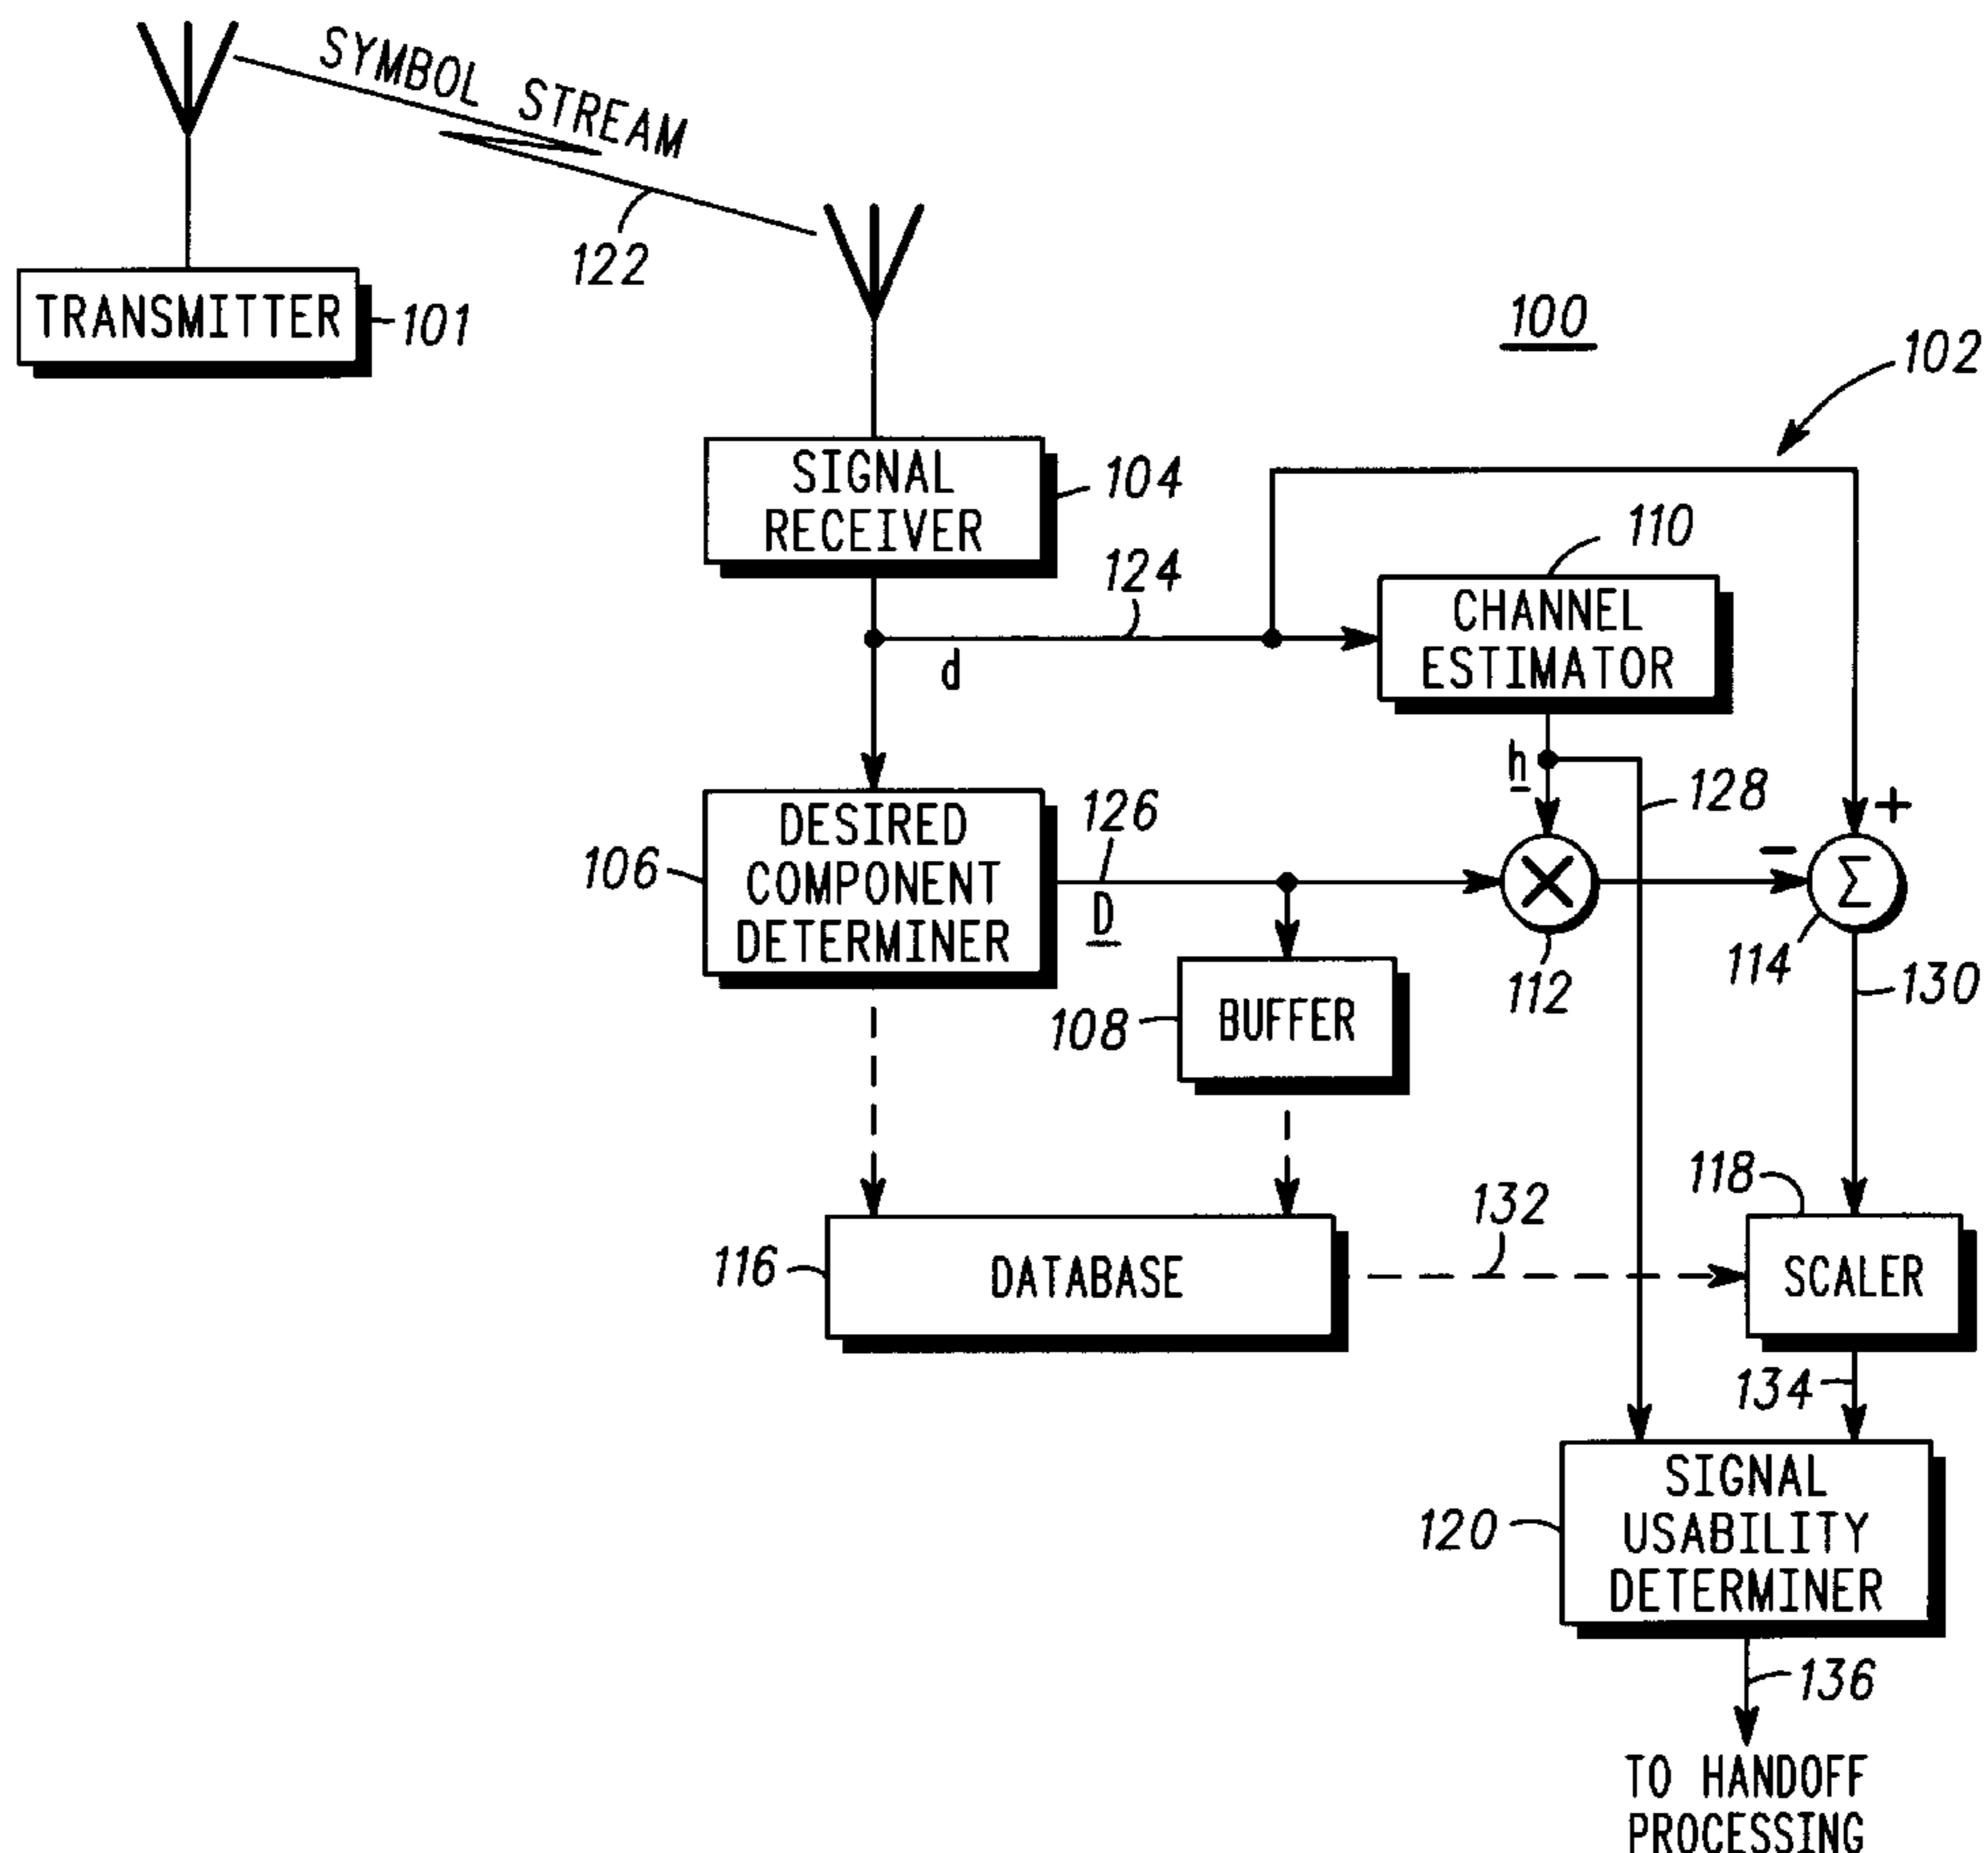 SYMBOL STREAM
122
TRANSMITTER
101
100
102
SIGNAL
RECEIVER
104
124
d
110
CHANNEL
ESTIMATOR
h
128
+
-
DESIRED
COMPONENT
DETERMINER
106
126
D
X
112
Σ
114
130
BUFFER
108
118
132
DATABASE
116
SCALER
134
SIGNAL
USABILITY
DETERMINER
120
136
TO HANDOFF
PROCESSING